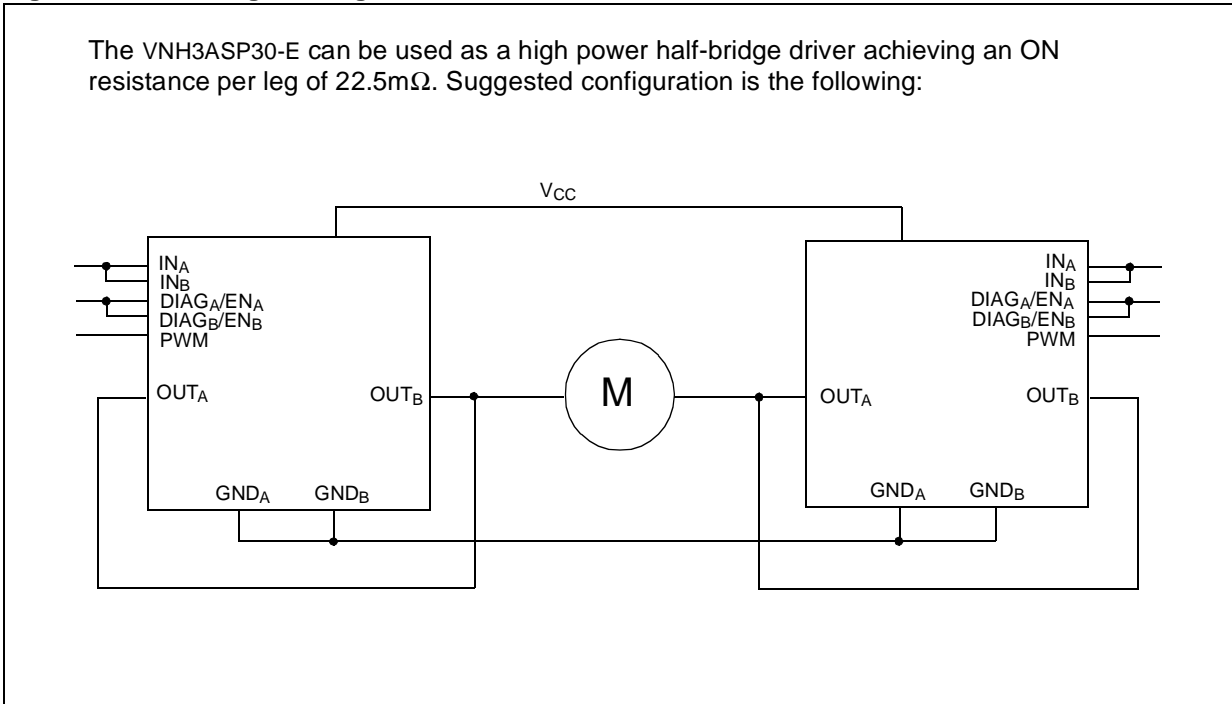 The VNH3ASP30-E can be used as a high power half-bridge driver achieving an ON
resistance per leg of 22.5mΩ. Suggested configuration is the following:
VCC
INA
INB
DIAGA/ENA
DIAGB/ENB
PWM
OUTA
OUTB
GNDA GNDB
M
INA
INB
DIAGA/ENA
DIAGB/ENB
PWM
OUTA
OUTB
GNDA GNDB